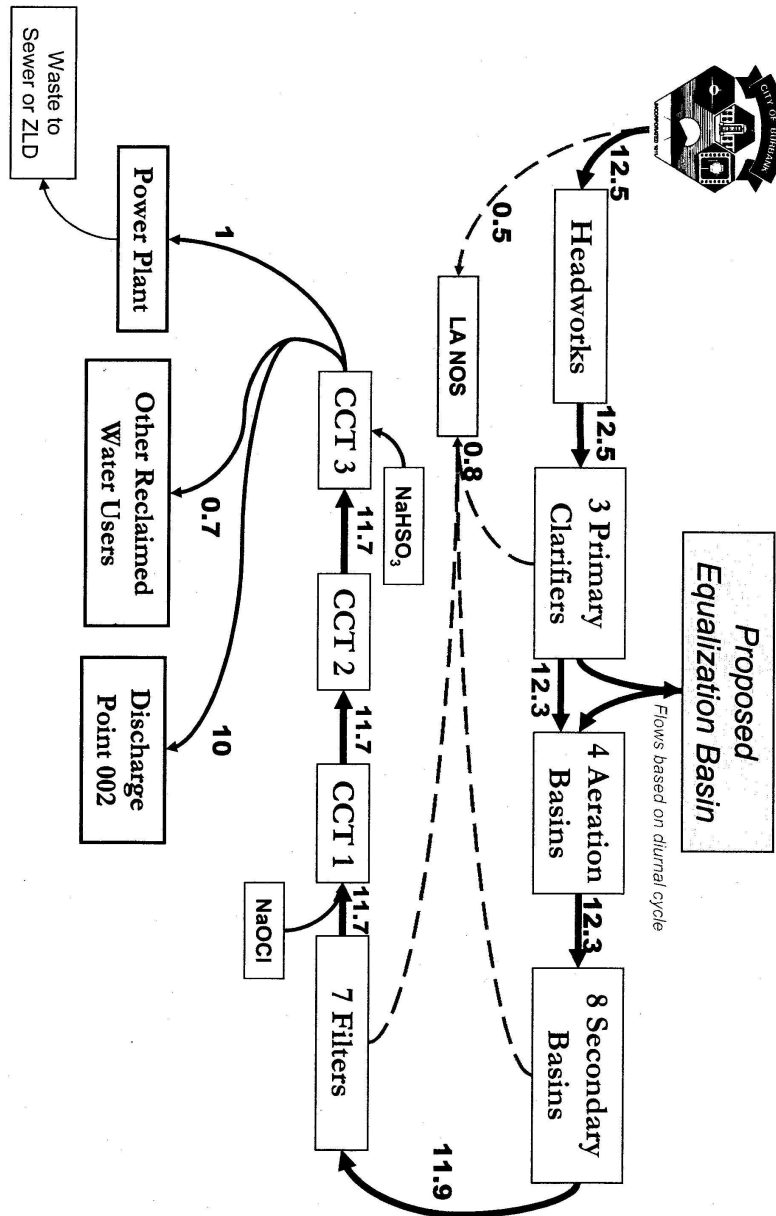 CITY OF BURBANK
INCORPORATED 1911
12.5
Headworks
12.5
3 Primary
Clarifiers
12.3
4 Aeration
Basins
12.3
8 Secondary
Basins
Proposed
Equalization Basin
Flows based on diurnal cycle
0.5
LA NOS
0.8
11.9
7 Filters
11.7
NaOCl
CCT 1
11.7
CCT 2
11.7
CCT 3
NaHSO3
1
Power Plant
Waste to
Sewer or ZLD
0.7
Other Reclaimed
Water Users
10
Discharge
Point 002